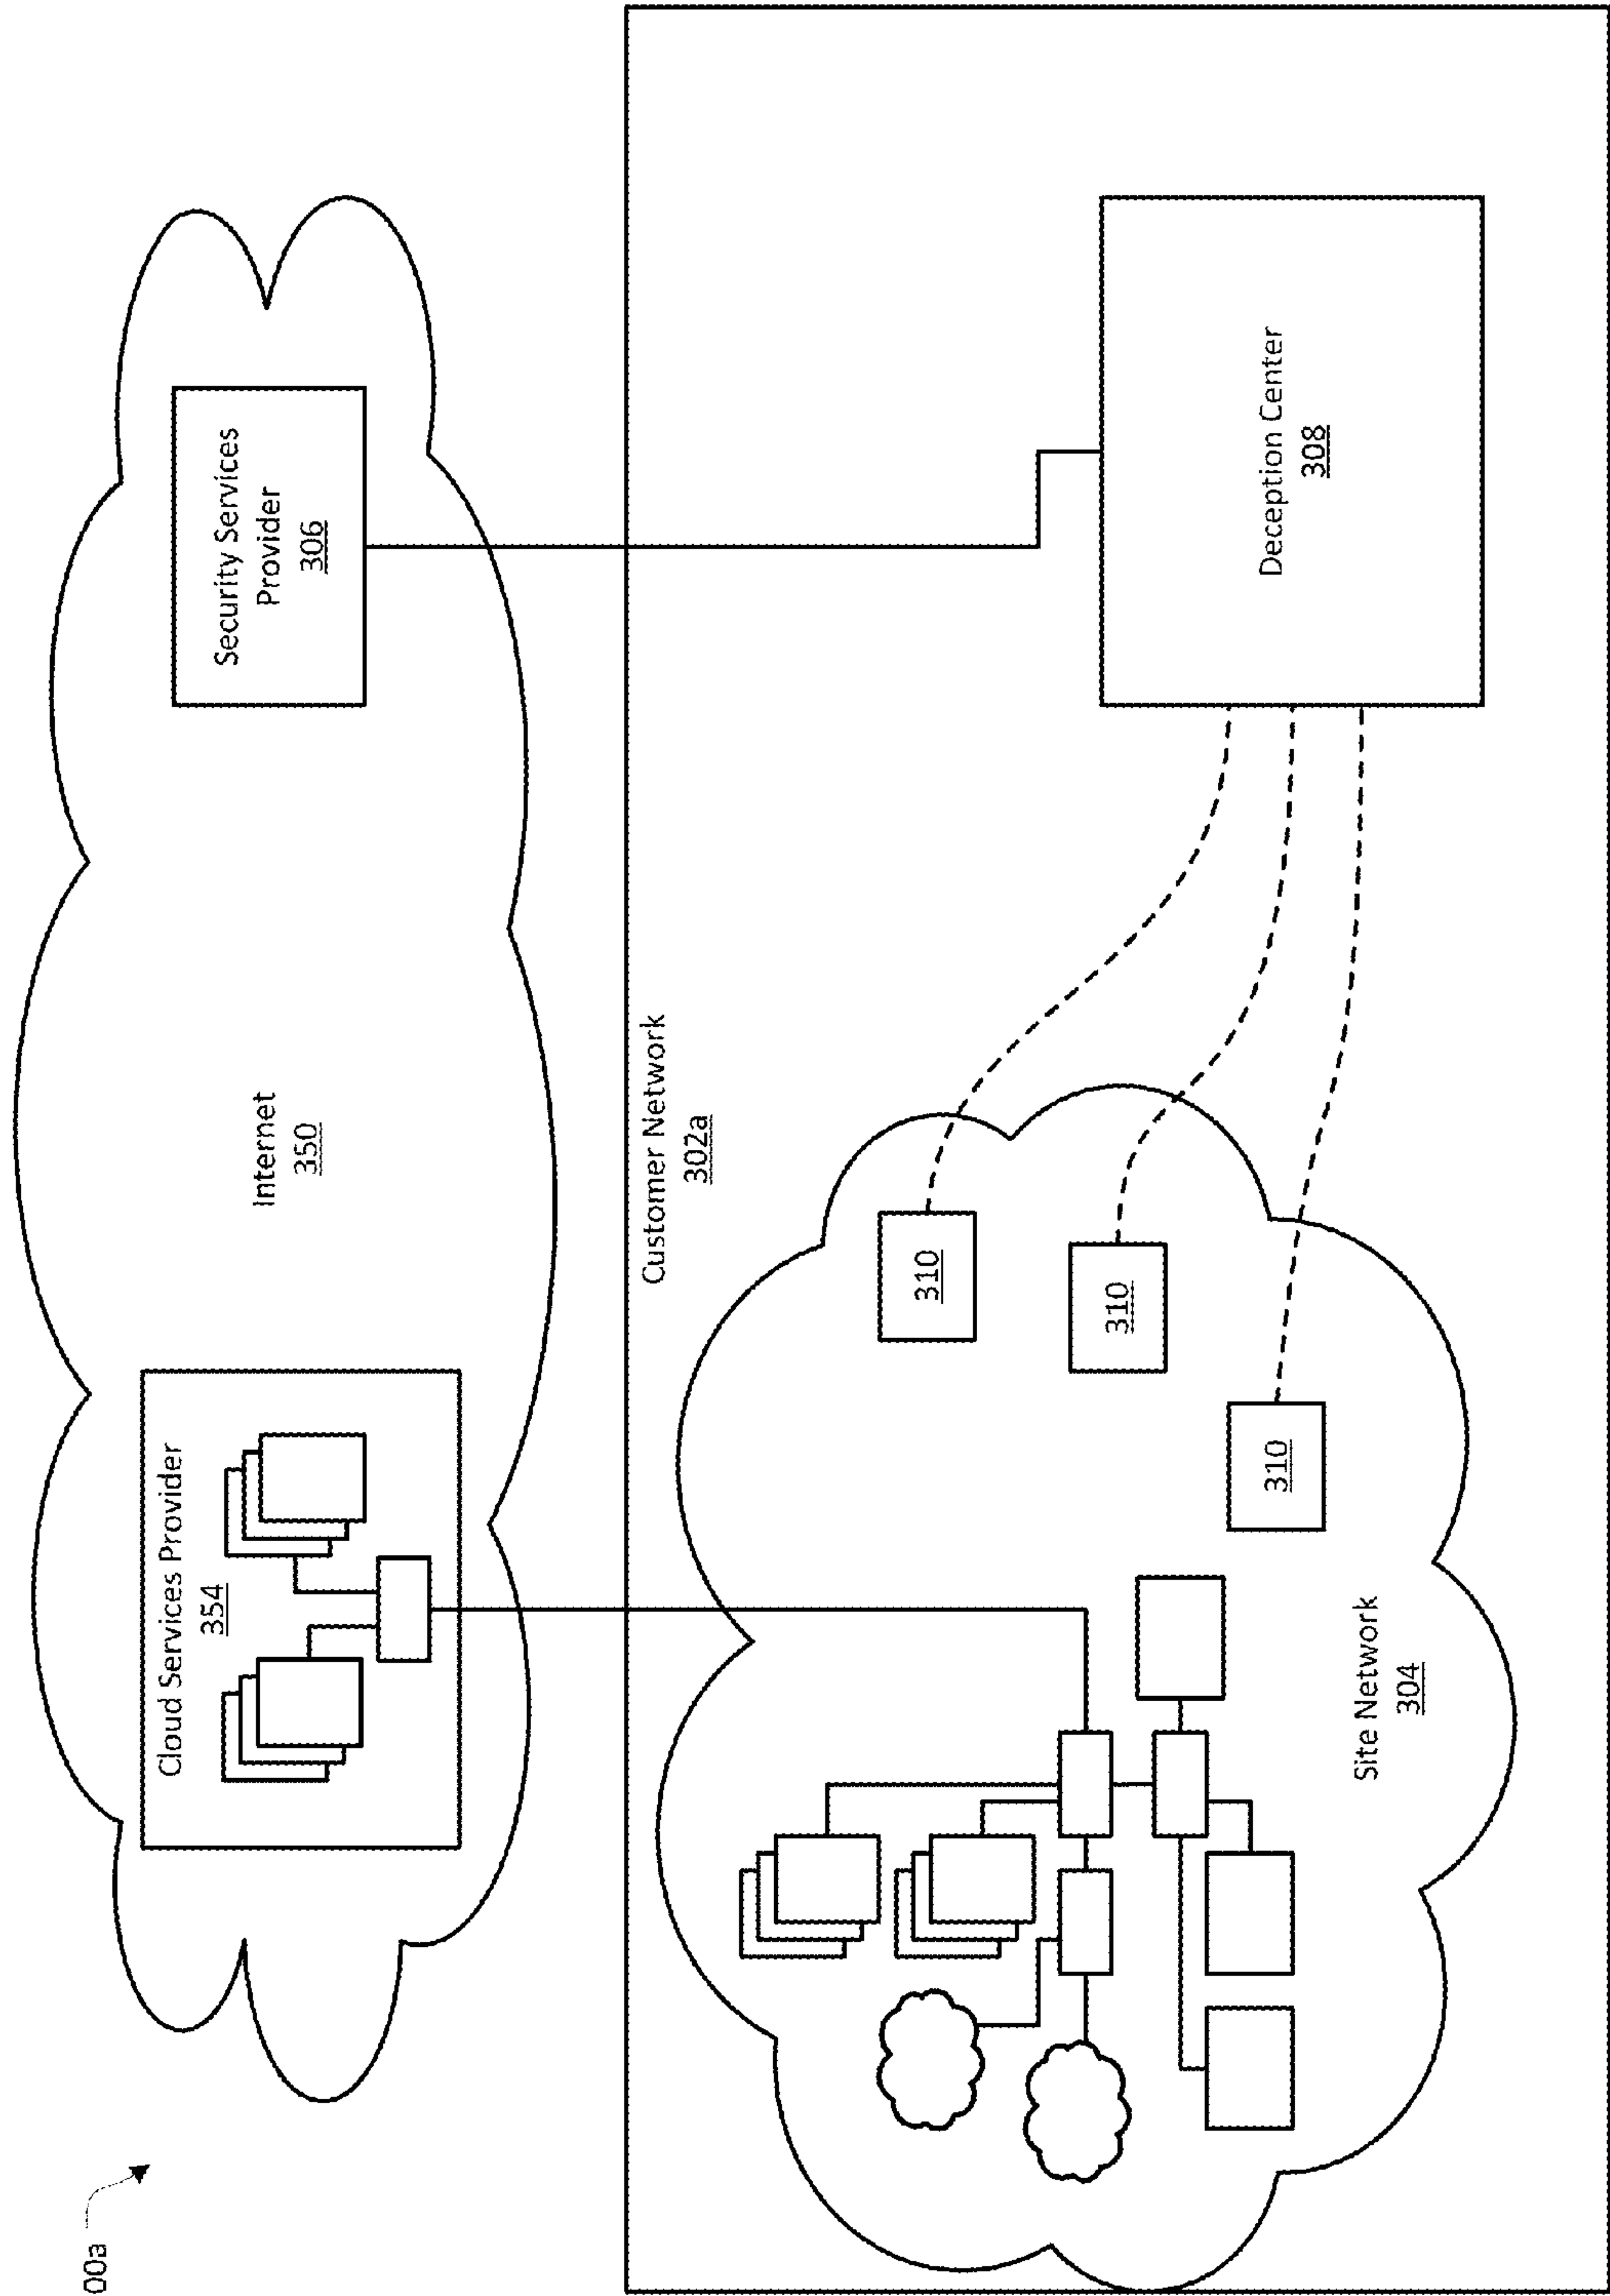 00a
Cloud Services Provider
354
Internet
350
Security Services
Provider
306
Customer Network
302a
310
310
310
Site Network
304
Deception Center
308